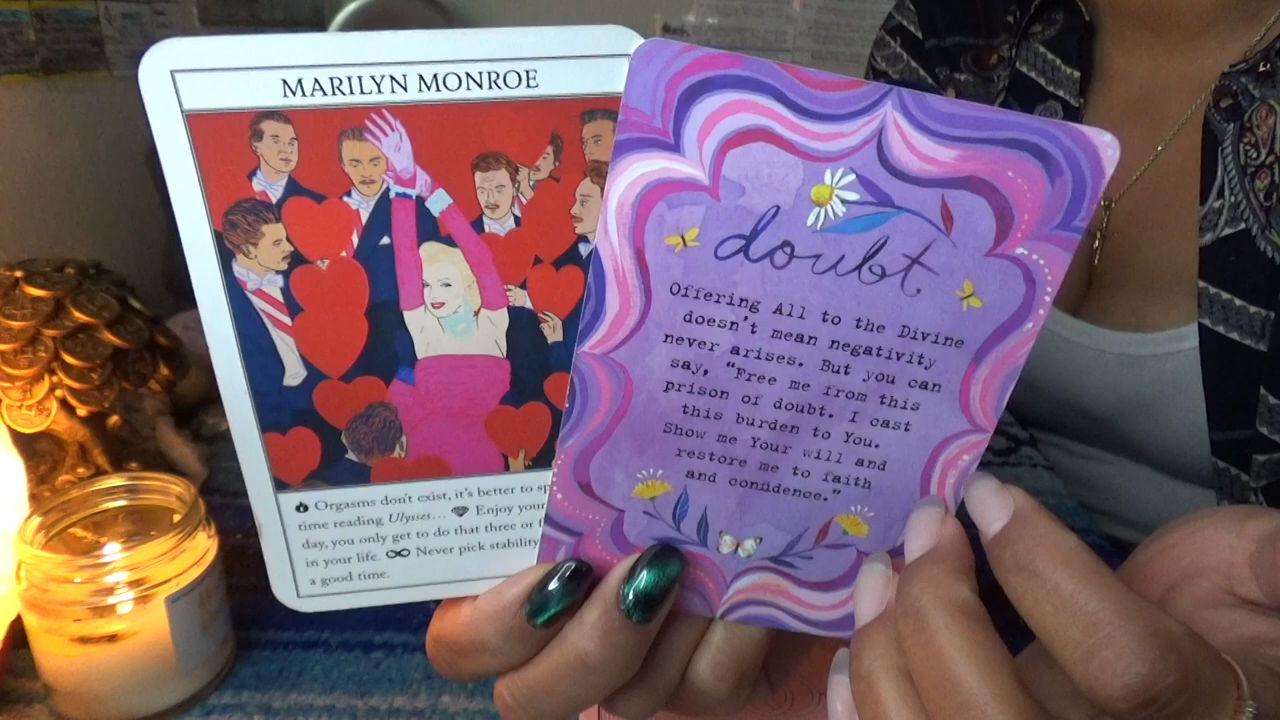 MARILYN MONROE
Orgasms don't exist, it's better to
time reading Ulysses... Enjoy your
day, you only get to do that three or
in your life. Never pick stability
a good time.
doubt
Offering All to the Divine
doesn't mean negativity
never arises. But you can
say, "Free me from this
prison of doubt. I cast
this burden to You.
Show me Your will and
restore me to faith
and confidence."